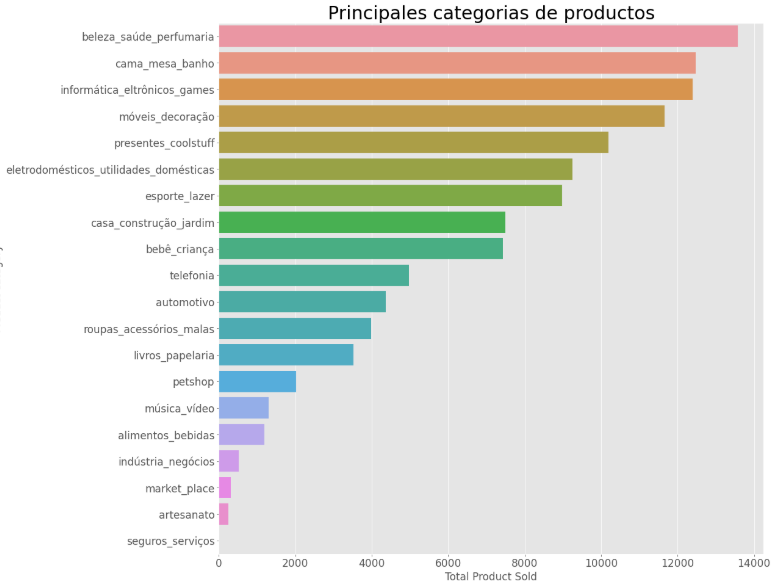 Principales categorias de productos
beleza_saúde_perfumaria
cama_mesa_banho
informática_eltrônicos_games
móveis_decoração
presentes_coolstuff
eletrodomésticos_utilidades_domésticas
esporte_lazer
casa_construção_jardim
bebê_criança
telefonia
automotivo
roupas_acessórios_malas
livros_papelaria
petshop
música_vídeo
alimentos_bebidas
indústria_negócios
market_place
artesanato
seguros_serviços
0 2000 4000 6000 8000 10000 12000 14000
Total Product Sold